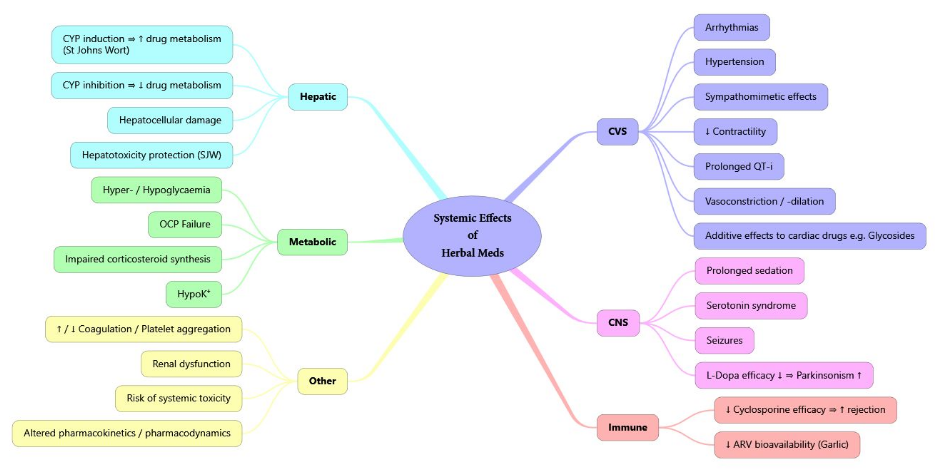 Systemic Effects
of
Herbal Meds
Hepatic
CYP induction ⇒ ↑ drug metabolism
(St Johns Wort)
CYP inhibition ⇒ ↓ drug metabolism
Hepatocellular damage
Hepatotoxicity protection (SJW)
Metabolic
Hyper- / Hypoglycaemia
OCP Failure
Impaired corticosteroid synthesis
HypoK⁺
Other
↑ / ↓ Coagulation / Platelet aggregation
Renal dysfunction
Risk of systemic toxicity
Altered pharmacokinetics / pharmacodynamics
CVS
Arrhythmias
Hypertension
Sympathomimetic effects
↓ Contractility
Prolonged QT-i
Vasoconstriction / -dilation
Additive effects to cardiac drugs e.g. Glycosides
CNS
Prolonged sedation
Serotonin syndrome
Seizures
L-Dopa efficacy ↓ ⇒ Parkinsonism ↑
Immune
↓ Cyclosporine efficacy ⇒ ↑ rejection
↓ ARV bioavailability (Garlic)